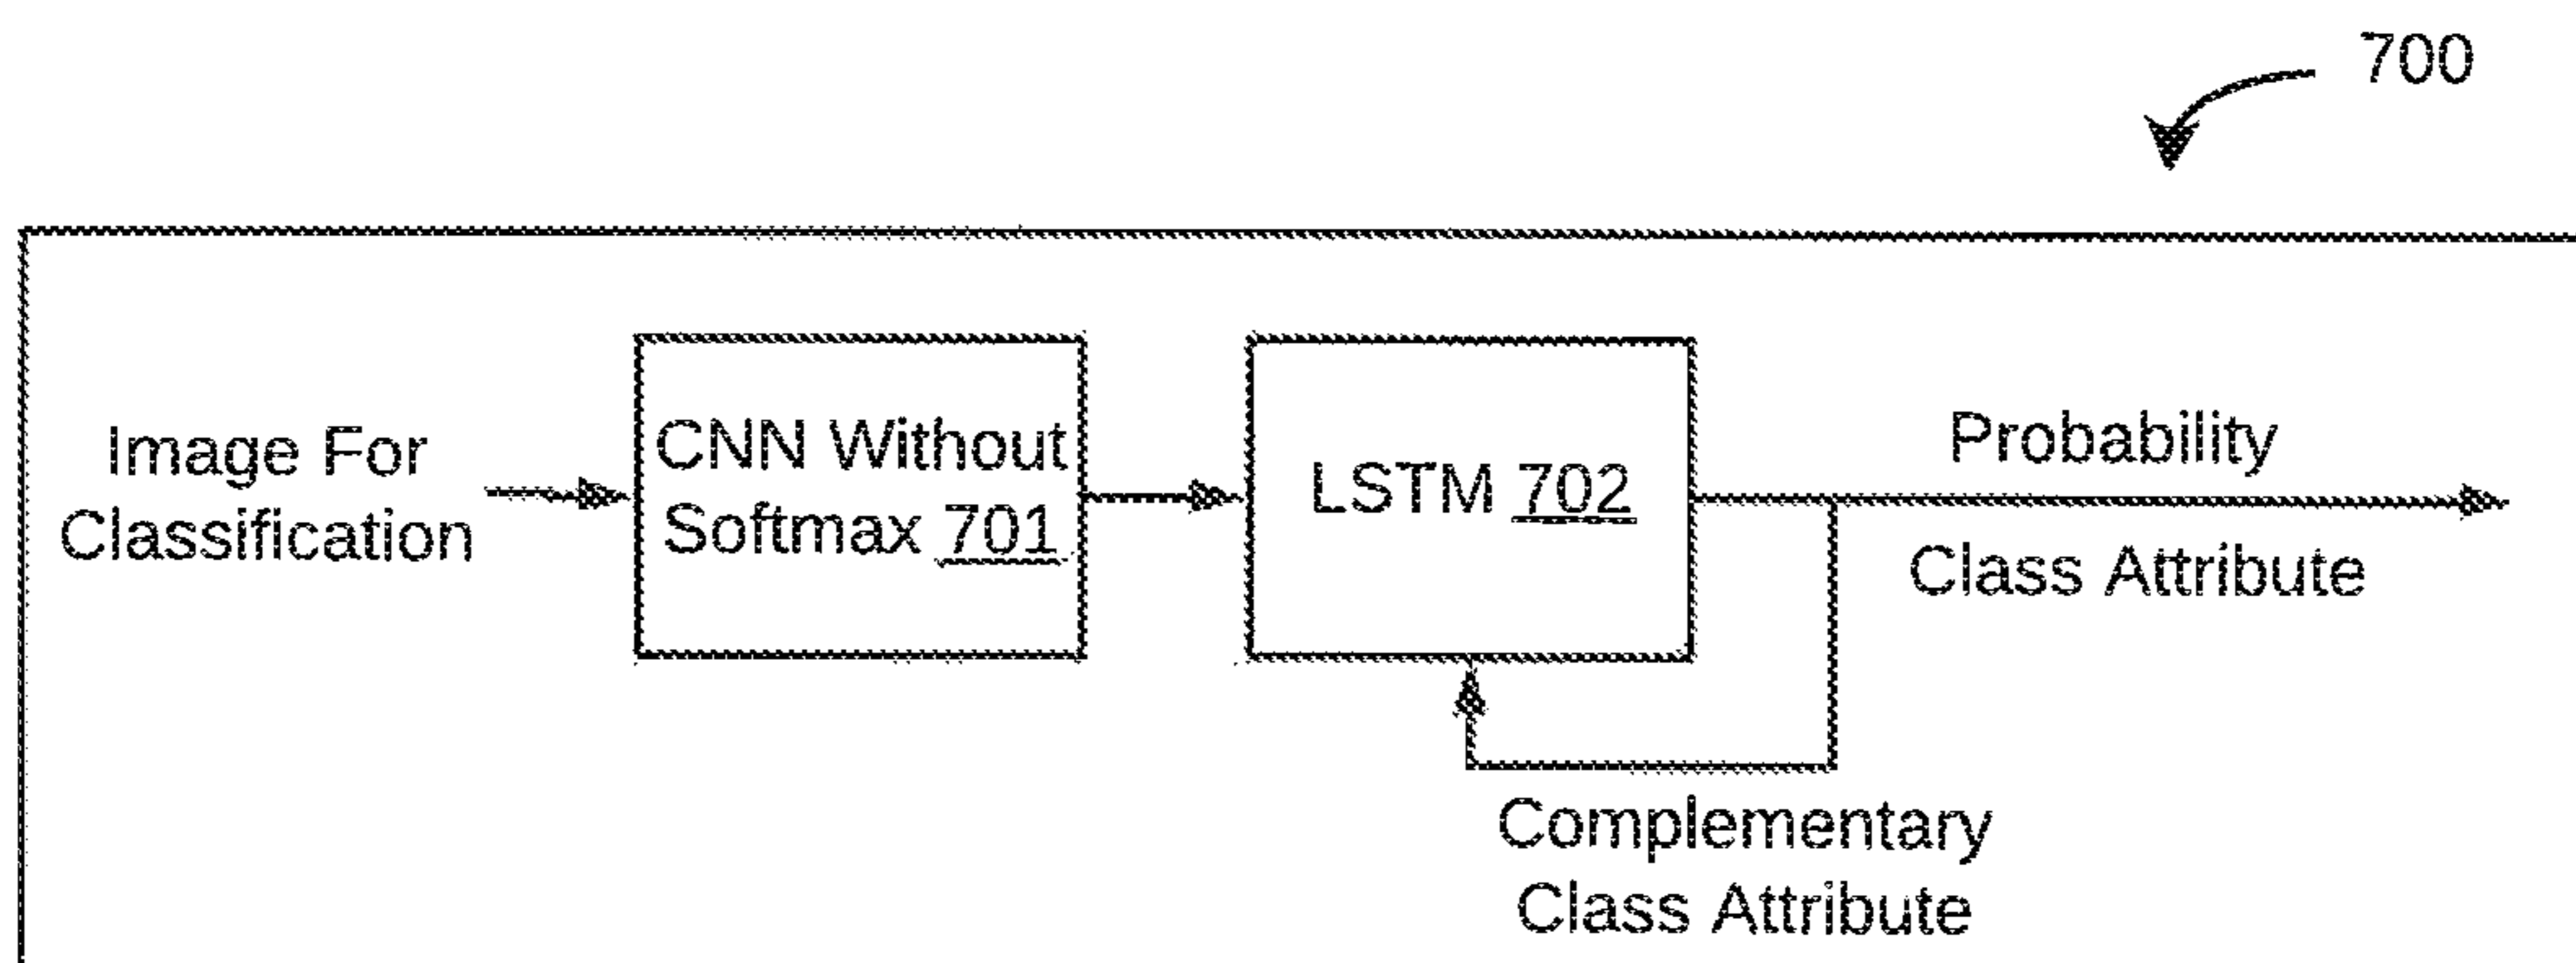 700
Image For
Classification
CNN Without
Softmax 701
LSTM 702
Probability
Class Attribute
Complementary
Class Attribute